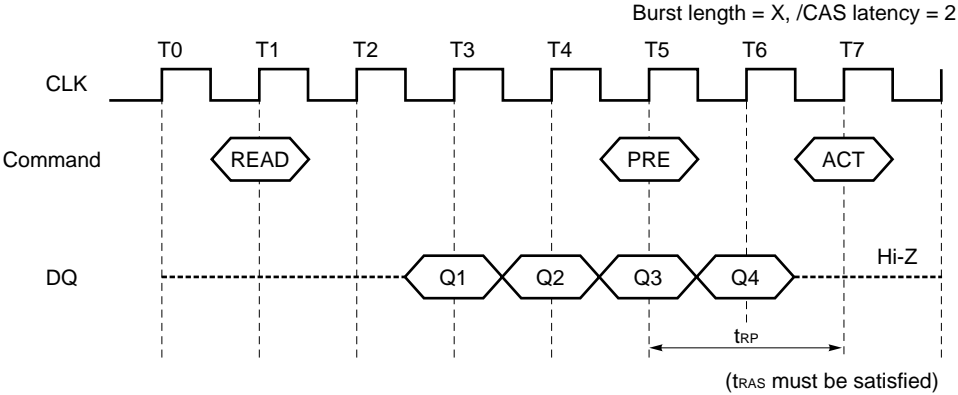 Burst length = X, /CAS latency = 2
T0 T1 T2 T3 T4 T5 T6 T7
CLK
Command READ PRE ACT
Hi-Z
DQ Q1 Q2 Q3 Q4
tRP
(tRAS must be satisfied)